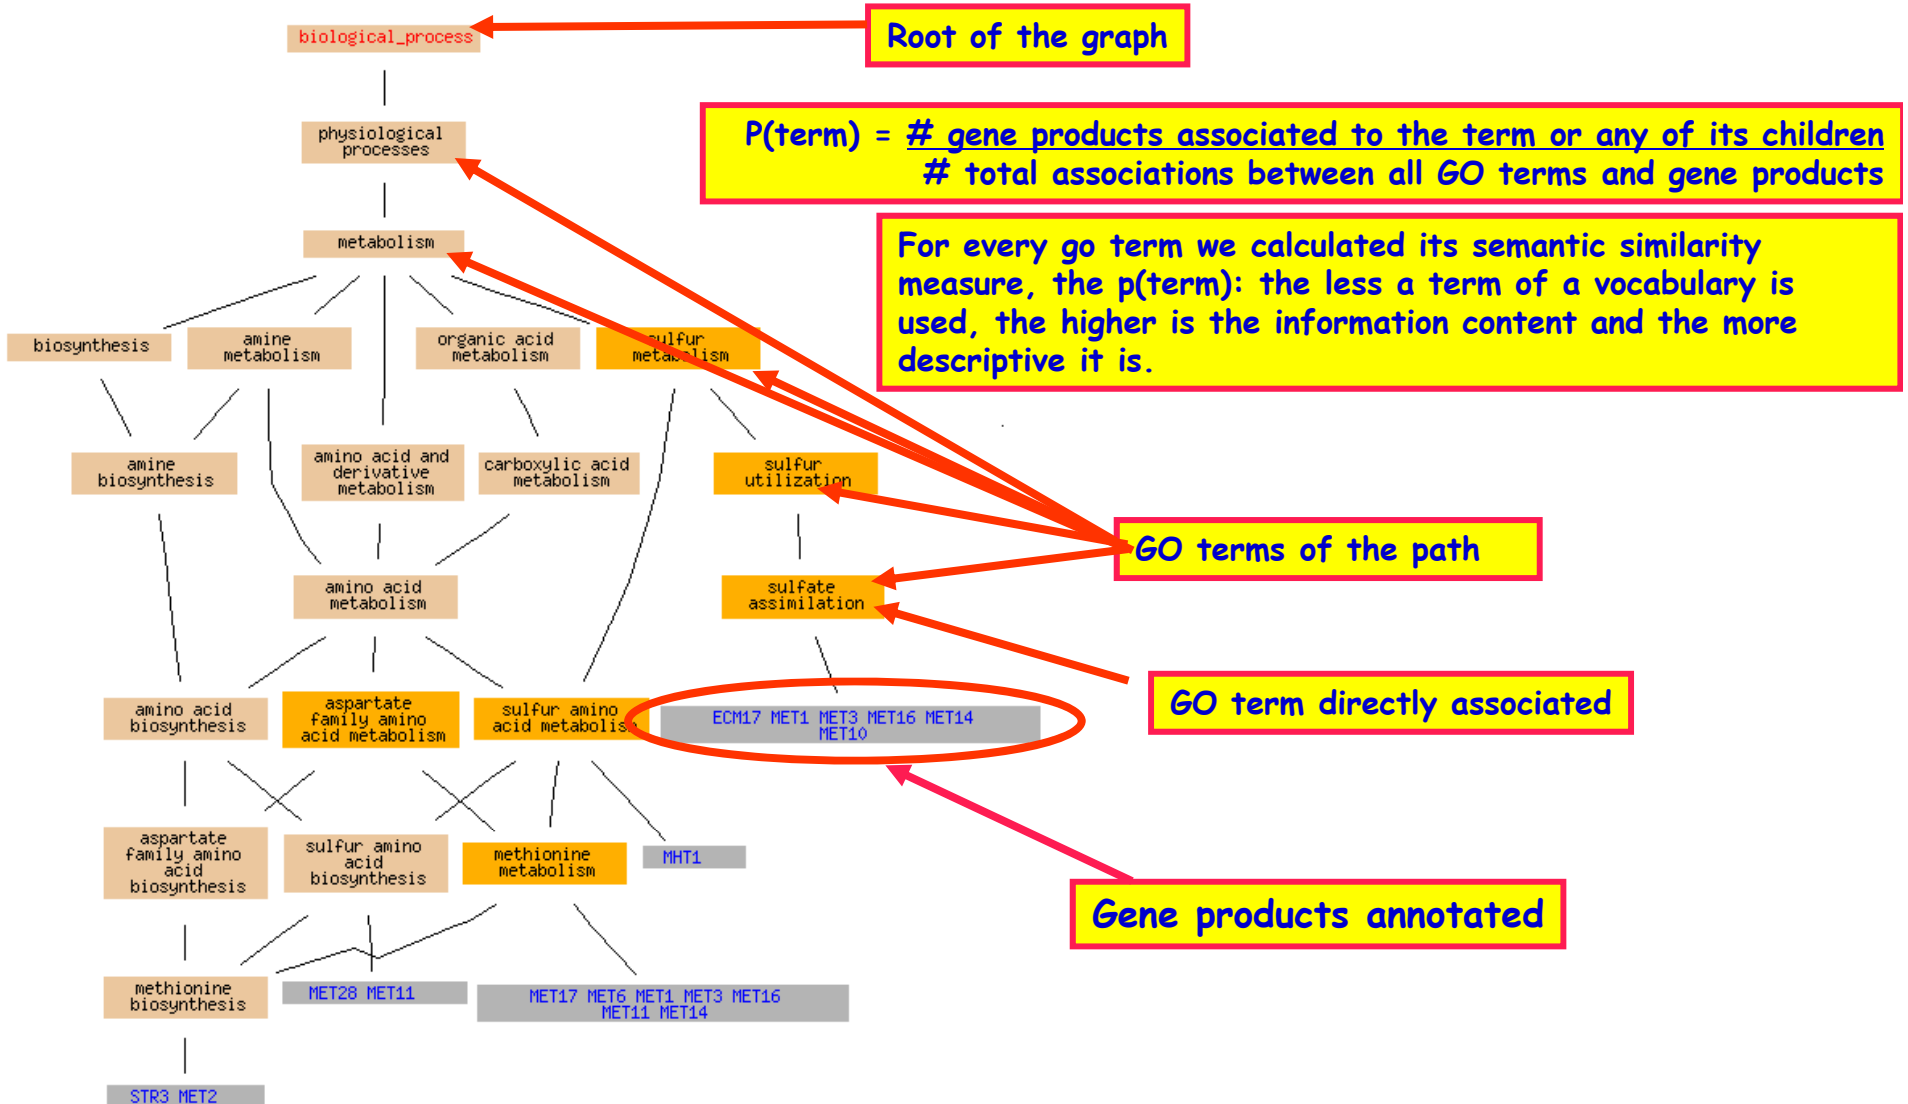 biological_process
Root of the graph
physiological
processes
P(term) = # gene products associated to the term or any of its children
# total associations between all GO terms and gene products
metabolism
For every go term we calculated its semantic similarity
measure, the p(term): the less a term of a vocabulary is
used, the higher is the information content and the more
descriptive it is.
biosynthesis
amine
metabolism
organic acid
metabolism
sulfur
metabolism
amine
biosynthesis
amino acid and
derivative
metabolism
carboxylic acid
metabolism
sulfur
utilization
GO terms of the path
amino acid
metabolism
sulfate
assimilation
GO term directly associated
amino acid
biosynthesis
aspartate
family amino
acid metabolism
sulfur amino
acid metabolism
ECM17 MET1 MET3 MET16 MET14
MET10
aspartate
family amino
acid
biosynthesis
sulfur amino
acid
biosynthesis
methionine
metabolism
MHT1
Gene products annotated
methionine
biosynthesis
MET28 MET11
MET17 MET6 MET1 MET3 MET16
MET11 MET14
STR3 MET2